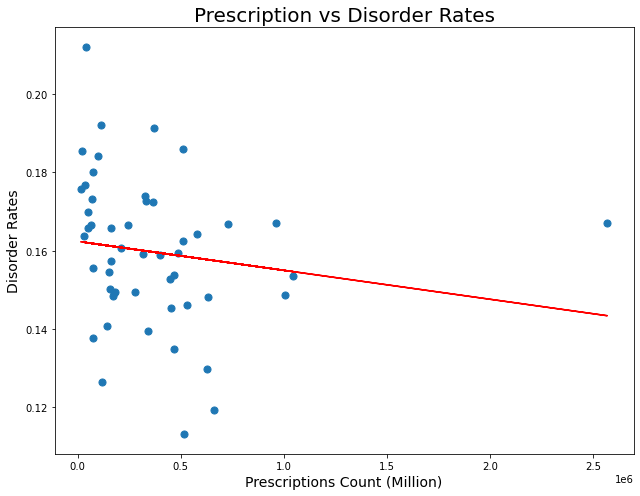 Prescription vs Disorder Rates
Disorder Rates
0.20
0.18
0.16
0.14
0.12
0.0 0.5 1.0 1.5 2.0 2.5
1e6
Prescriptions Count (Million)